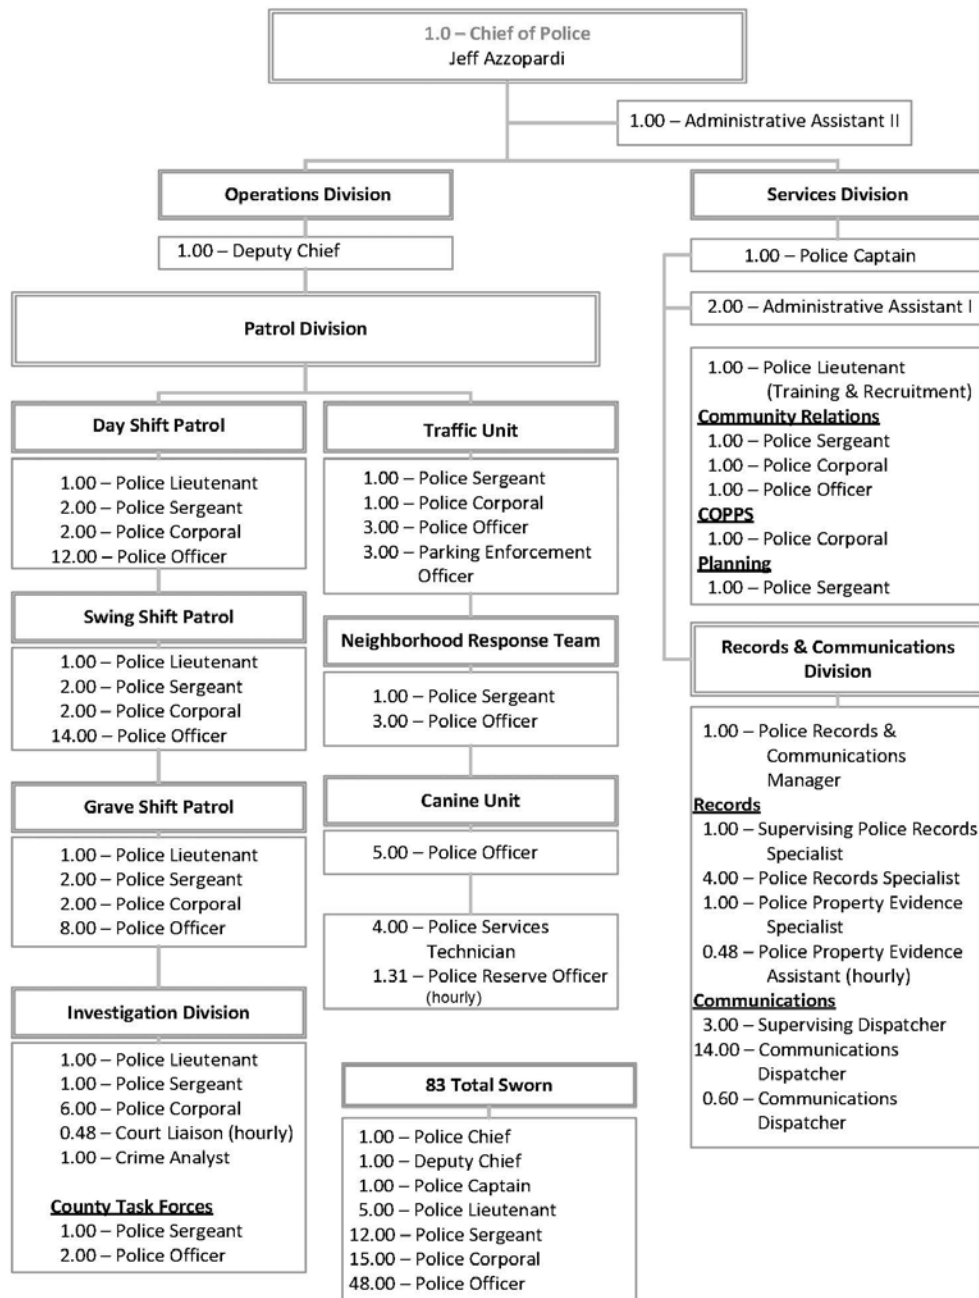 1.0 – Chief of Police
Jeff Azzopardi
1.00 – Administrative Assistant II
Operations Division
1.00 – Deputy Chief
Patrol Division
Day Shift Patrol
1.00 – Police Lieutenant
2.00 – Police Sergeant
2.00 – Police Corporal
12.00 – Police Officer
Swing Shift Patrol
1.00 – Police Lieutenant
2.00 – Police Sergeant
2.00 – Police Corporal
14.00 – Police Officer
Grave Shift Patrol
1.00 – Police Lieutenant
2.00 – Police Sergeant
2.00 – Police Corporal
8.00 – Police Officer
Investigation Division
1.00 – Police Lieutenant
1.00 – Police Sergeant
6.00 – Police Corporal
0.48 – Court Liaison (hourly)
1.00 – Crime Analyst
County Task Forces
1.00 – Police Sergeant
2.00 – Police Officer
Traffic Unit
1.00 – Police Sergeant
1.00 – Police Corporal
3.00 – Police Officer
3.00 – Parking Enforcement
Officer
Neighborhood Response Team
1.00 – Police Sergeant
3.00 – Police Officer
Canine Unit
5.00 – Police Officer
4.00 – Police Services
Technician
1.31 – Police Reserve Officer
(hourly)
83 Total Sworn
1.00 – Police Chief
1.00 – Deputy Chief
1.00 – Police Captain
5.00 – Police Lieutenant
12.00 – Police Sergeant
15.00 – Police Corporal
48.00 – Police Officer
Services Division
1.00 – Police Captain
2.00 – Administrative Assistant I
1.00 – Police Lieutenant
(Training & Recruitment)
Community Relations
1.00 – Police Sergeant
1.00 – Police Corporal
1.00 – Police Officer
COPPS
1.00 – Police Corporal
Planning
1.00 – Police Sergeant
Records & Communications
Division
1.00 – Police Records &
Communications
Manager
Records
1.00 – Supervising Police Records
Specialist
4.00 – Police Records Specialist
1.00 – Police Property Evidence
Specialist
0.48 – Police Property Evidence
Assistant (hourly)
Communications
3.00 – Supervising Dispatcher
14.00 – Communications
Dispatcher
0.60 – Communications
Dispatcher